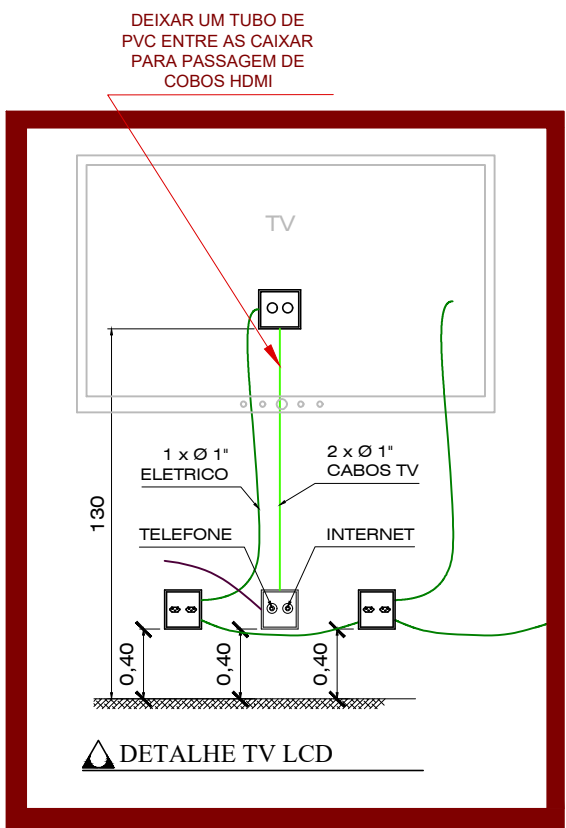 DEIXAR UM TUBO DE
PVC ENTRE AS CAIXAR
PARA PASSAGEM DE
COBOS HDMI
TV
1 x Ø 1"
ELETRICO
2 x Ø 1"
CABOS TV
130
TELEFONE
INTERNET
0,40
0,40
0,40
DETALHE TV LCD